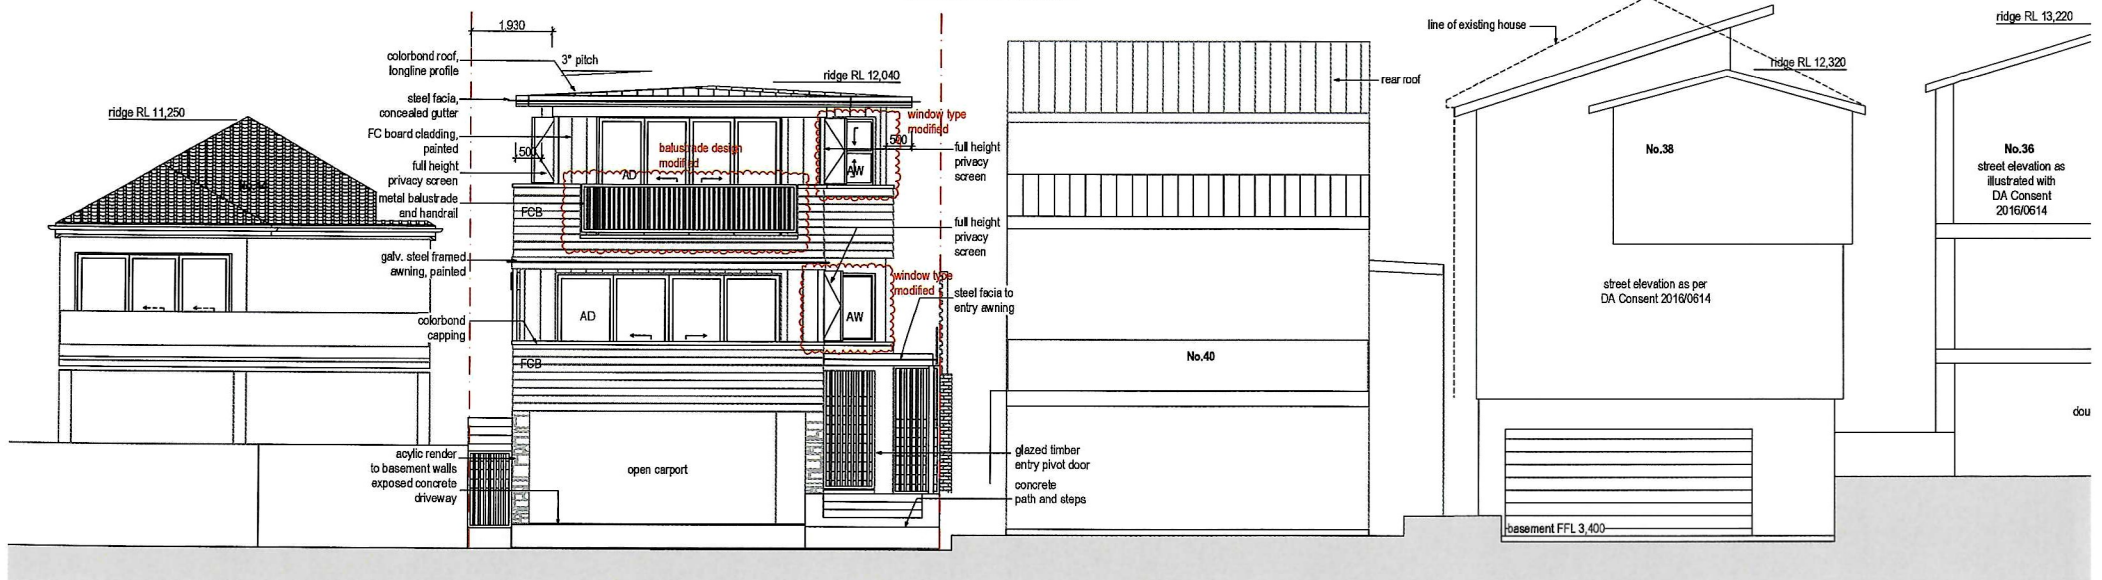 1,930
colorbond roof,
longline profile
3° pitch
ridge RL 12,040
steel facia,
concealed gutter
ridge RL 11,250
FC board cladding,
painted
500
full height
privacy screen
metal balustrade
and handrail
balustrade design
modified
AD
window type
modified
500
AW
full height
privacy
screen
FCB
full height
privacy
screen
galv. steel framed
awning, painted
window type
modified
steel facia to
entry awning
AD
AW
colorbond
capping
FCB
acylic render
to basement walls
exposed concrete
driveway
open carport
glazed timber
entry pivot door
concrete
path and steps
rear roof
No.40
line of existing house
ridge RL 12,320
No.38
street elevation as per
DA Consent 2016/0614
basement FFL 3,400
ridge RL 13,220
No.36
street elevation as
illustrated with
DA Consent
2016/0614
dou